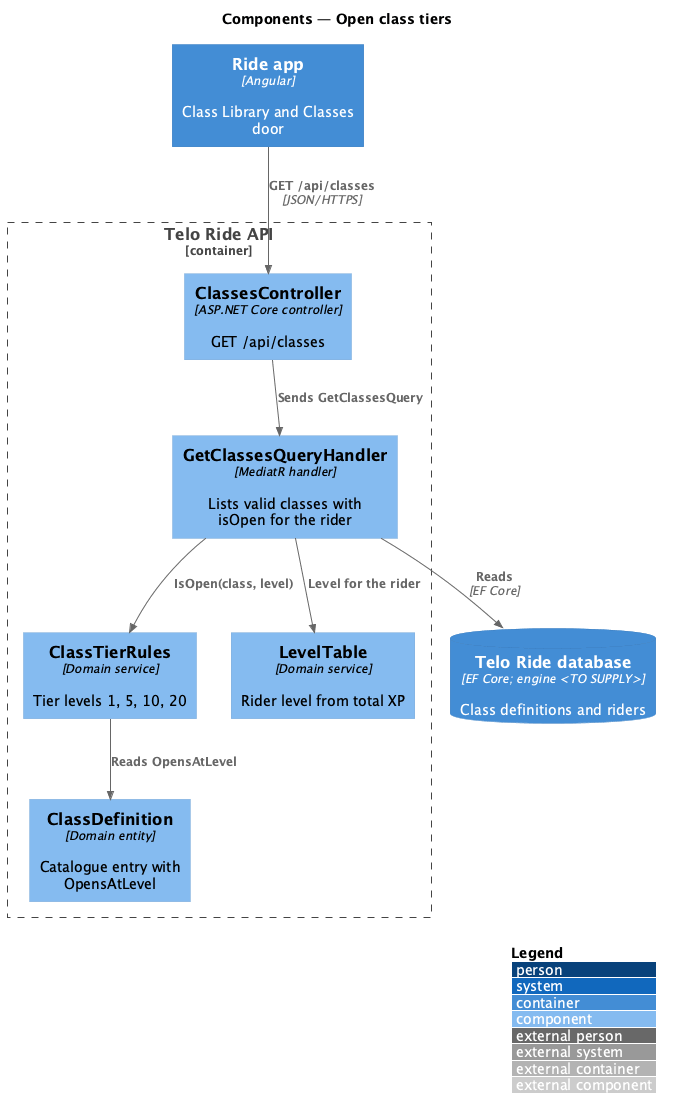 Components — Open class tiers
Ride app
[Angular]
Class Library and Classes
door
GET /api/classes
[JSON/HTTPS]
Telo Ride API
[container]
ClassesController
[ASP.NET Core controller]
GET /api/classes
Sends GetClassesQuery
GetClassesQueryHandler
[MediatR handler]
Lists valid classes with
isOpen for the rider
IsOpen(class, level)
Level for the rider
Reads
[EF Core]
ClassTierRules
[Domain service]
Tier levels 1, 5, 10, 20
LevelTable
[Domain service]
Rider level from total XP
Telo Ride database
[EF Core; engine <TO SUPPLY>]
Class definitions and riders
Reads OpensAtLevel
ClassDefinition
[Domain entity]
Catalogue entry with
OpensAtLevel
Legend
person
system
container
component
external person
external system
external container
external component